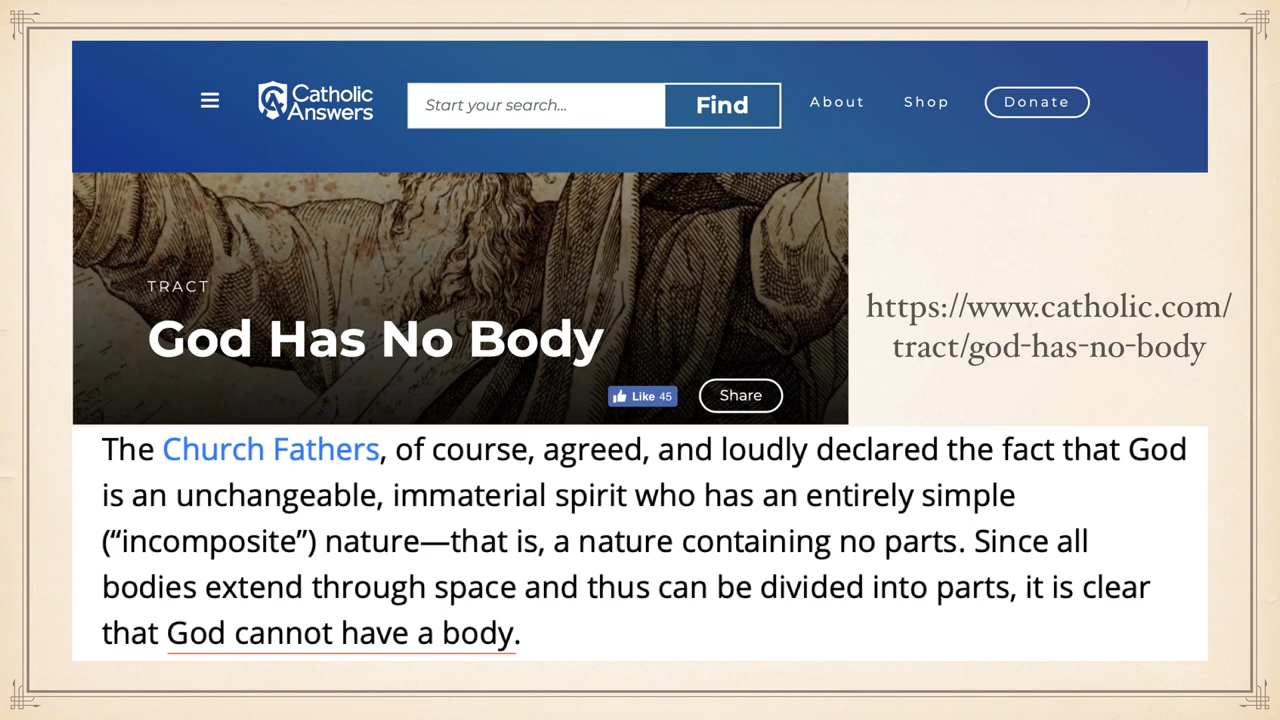 Catholic
Answers
Start your search...
Find
About
Shop
Donate
TRACT
God Has No Body
Like 45
Share
https://www.catholic.com/
tract/god-has-no-body
The Church Fathers, of course, agreed, and loudly declared the fact that God
is an unchangeable, immaterial spirit who has an entirely simple
(“incomposite”) nature—that is, a nature containing no parts. Since all
bodies extend through space and thus can be divided into parts, it is clear
that God cannot have a body.